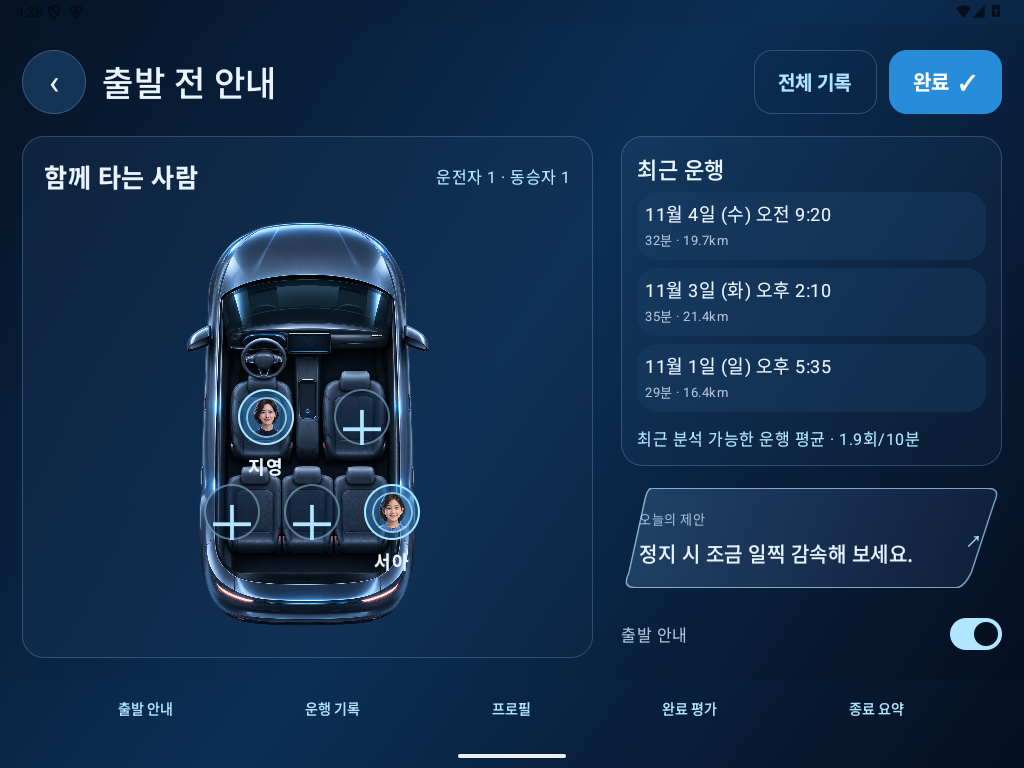 4:38
‹ 출발 전 안내
전체 기록
완료 ✓
함께 타는 사람
운전자 1 · 동승자 1
지영
서아
최근 운행
11월 4일 (수) 오전 9:20
32분 · 19.7km
11월 3일 (화) 오후 2:10
35분 · 21.4km
11월 1일 (일) 오후 5:35
29분 · 16.4km
최근 분석 가능한 운행 평균 · 1.9회/10분
오늘의 제안
정지 시 조금 일찍 감속해 보세요.
↗
출발 안내
출발 안내
운행 기록
프로필
완료 평가
종료 요약